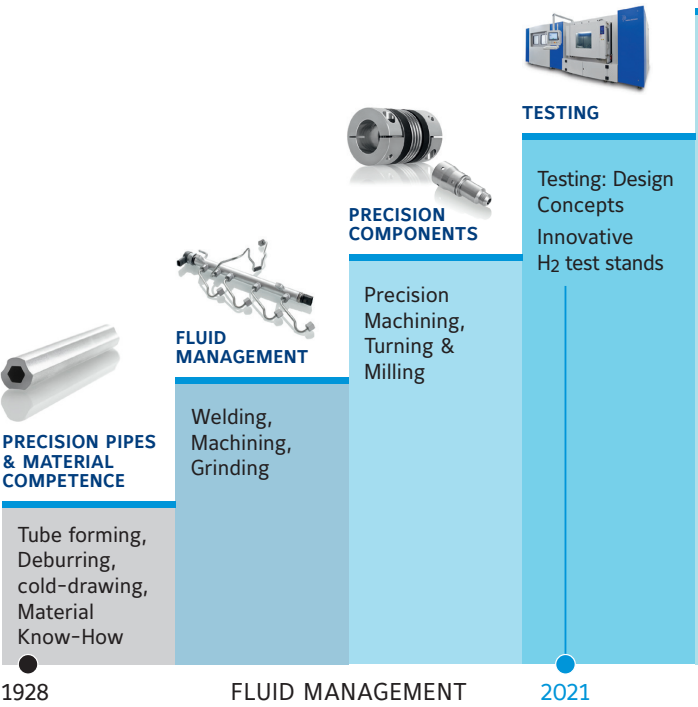 TESTING
Testing: Design
Concepts
Innovative
H2 test stands
PRECISION
COMPONENTS
Precision
Machining,
Turning &
Milling
FLUID
MANAGEMENT
Welding,
Machining,
Grinding
PRECISION PIPES
& MATERIAL
COMPETENCE
Tube forming,
Deburring,
cold-drawing,
Material
Know-How
1928
FLUID MANAGEMENT
2021